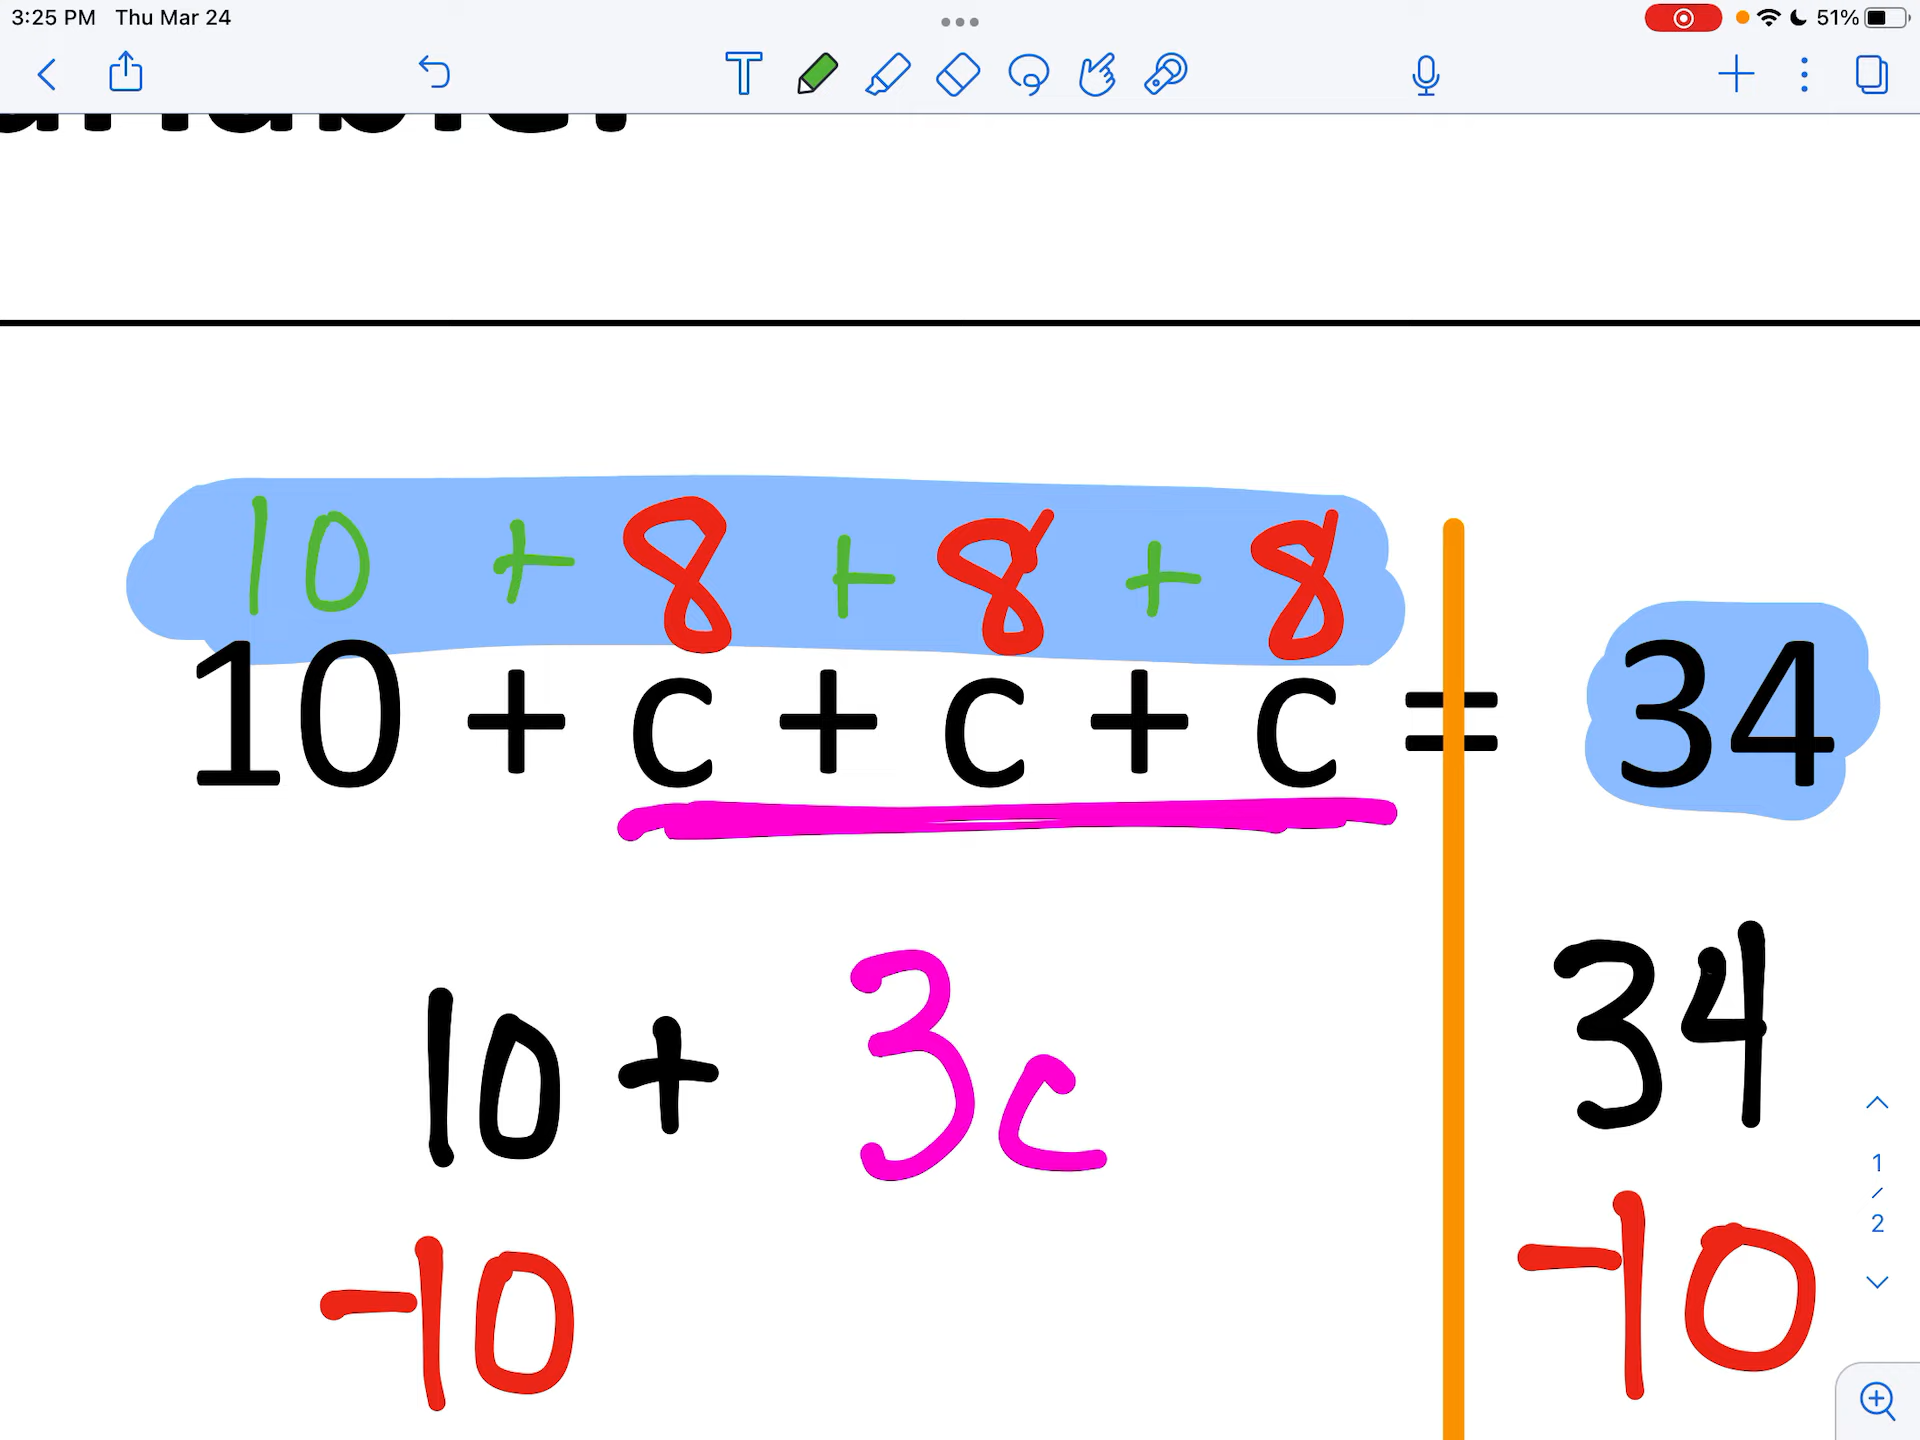 3:25 PM Thu Mar 24 51%
T
10 + 8 + 8 + 8
10 + c + c + c = 34
10 + 3c 34
-10 -10
1
/
2